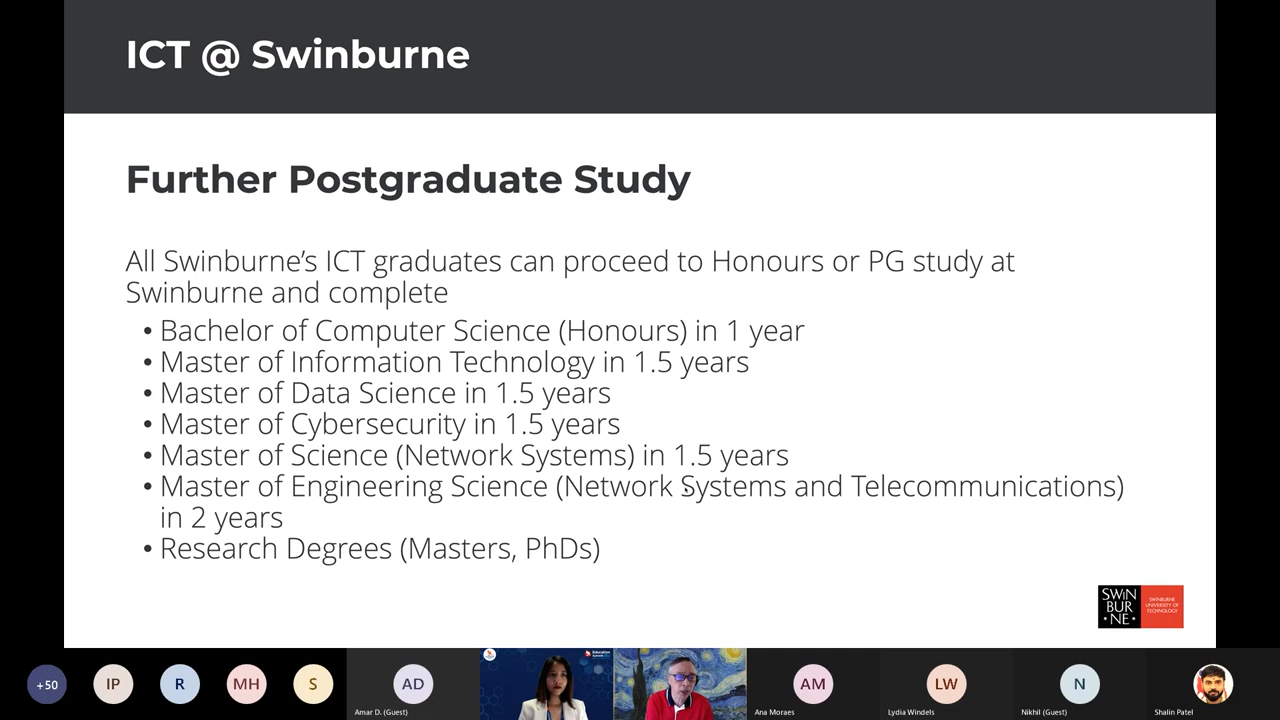 ICT @ Swinburne
Further Postgraduate Study
All Swinburne’s ICT graduates can proceed to Honours or PG study at
Swinburne and complete
• Bachelor of Computer Science (Honours) in 1 year
• Master of Information Technology in 1.5 years
• Master of Data Science in 1.5 years
• Master of Cybersecurity in 1.5 years
• Master of Science (Network Systems) in 1.5 years
• Master of Engineering Science (Network Systems and Telecommunications)
in 2 years
• Research Degrees (Masters, PhDs)
SWIN
BUR
• NE •
SWINBURNE
UNIVERSITY OF
TECHNOLOGY
+50
IP
R
MH
S
AD
AM
LW
N
Amar D. (Guest)
Ana Moraes
Lydia Windels
Nikhil (Guest)
Shalin Patel